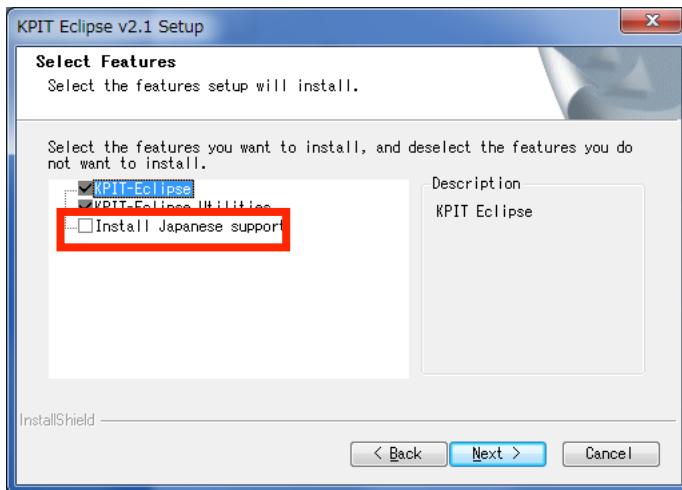 KPIT Eclipse v2.1 Setup
Select Features
Select the features setup will install.
Select the features you want to install, and deselect the features you do
not want to install.
KPIT-Eclipse
KPIT-Eclipse Utilities
Install Japanese support
Description
KPIT Eclipse
InstallShield
< Back
Next >
Cancel